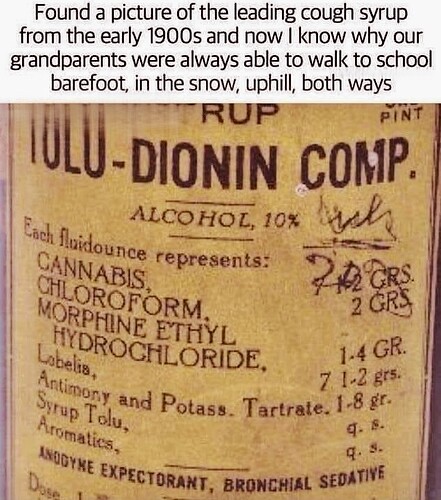 Found a picture of the leading cough syrup
from the early 1900s and now I know why our
grandparents were always able to walk to school
barefoot, in the snow, uphill, both ways
RUP
PINT
TOLU-DIONIN COMP.
ALCOHOL, 10%
Each fluidounce represents:
CANNABIS, GRS.
CHLOROFORM, 2 GRS
MORPHINE ETHYL
HYDROCHLORIDE, 1-4 GR.
Lobelia, 7 1-2 grs.
Antimony and Potass. Tartrate, 1-8 gr.
Syrup Tolu, q. s.
Aromatics, q. s.
ANODYNE EXPECTORANT, BRONCHIAL SEDATIVE
Dose